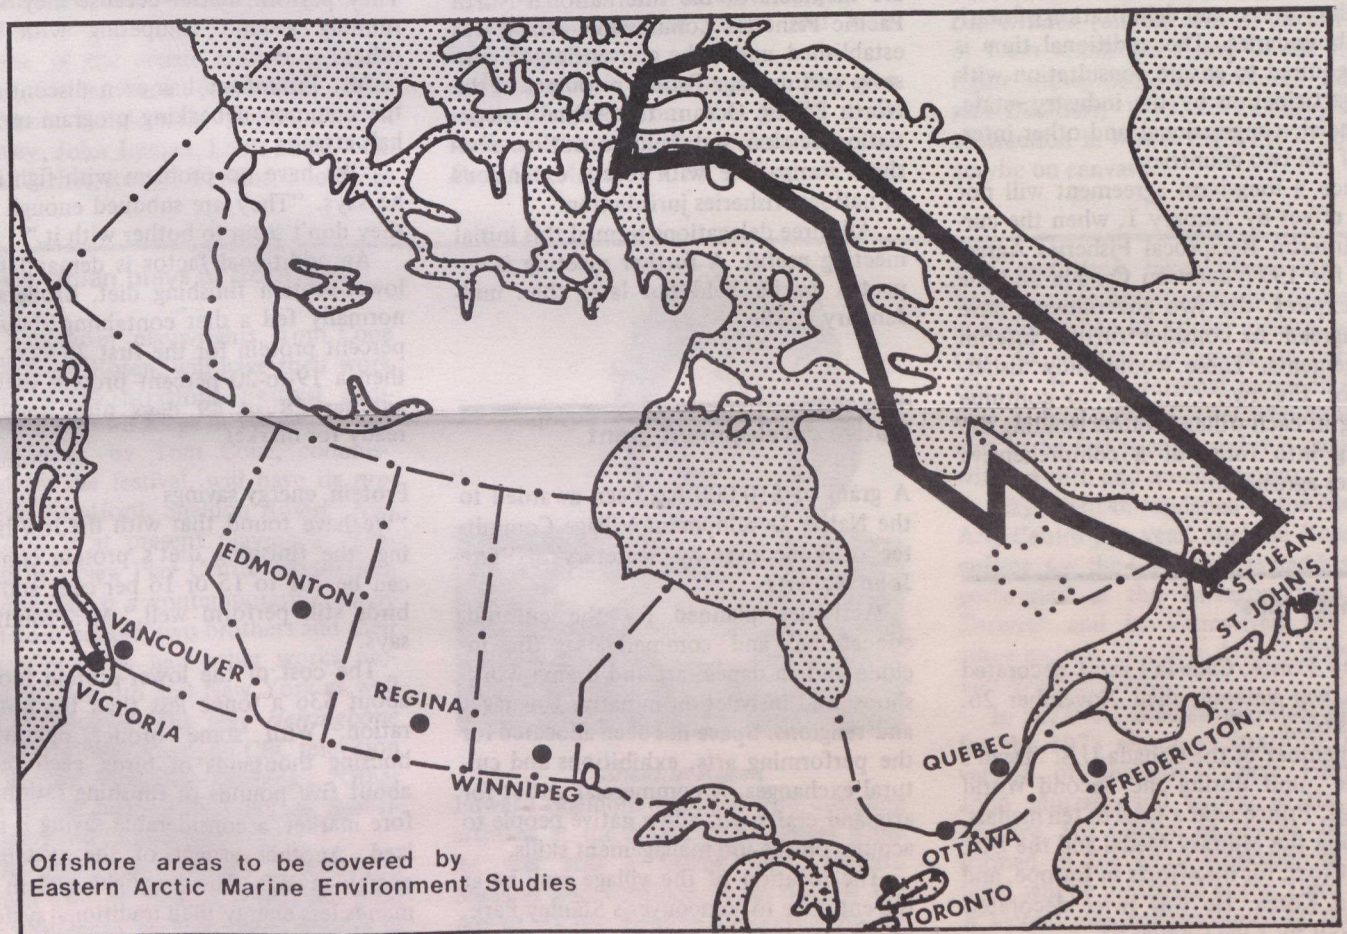 EDMONTON
VANCOUVER
VICTORIA
REGINA
WINNIPEG
QUEBEC
OTTAWA
TORONTO
FREDERICTON
ST. JEAN
ST. JOHN'S
Offshore areas to be covered by
Eastern Arctic Marine Environment Studies